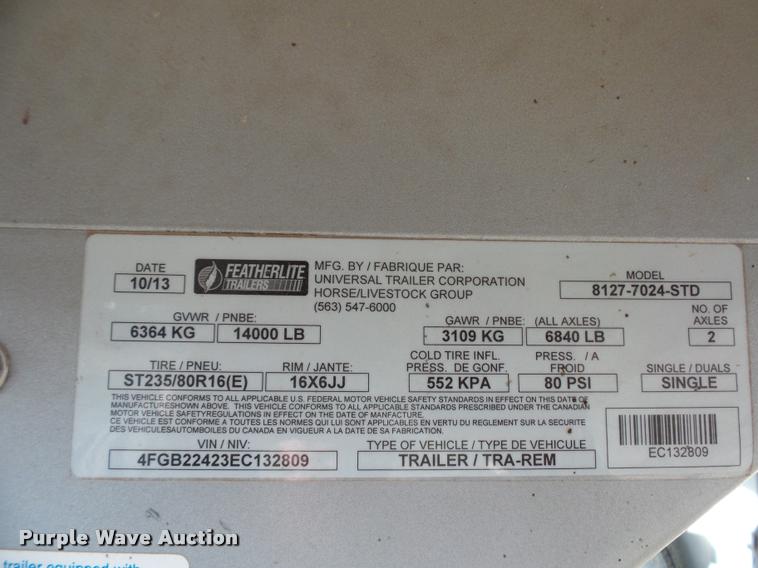 DATE
10/13
FEATHERLITE
TRAILERS
MFG. BY / FABRIQUE PAR:
UNIVERSAL TRAILER CORPORATION
HORSE/LIVESTOCK GROUP
(563) 547-6000
MODEL
8127-7024-STD
GVWR / PNBE:
6364 KG 14000 LB
GAWR / PNBE: (ALL AXLES)
3109 KG 6840 LB
NO. OF
AXLES
2
TIRE / PNEU:
ST235/80R16(E)
RIM / JANTE:
16X6JJ
COLD TIRE INFL. PRESS. / A
PRESS. DE GONF. FROID
552 KPA 80 PSI
SINGLE / DUALS
SINGLE
THIS VEHICLE CONFORMS TO ALL APPLICABLE U.S. FEDERAL MOTOR VEHICLE SAFETY STANDARDS IN EFFECT ON THIS DATE OF
MANUFACTURESHOWN ABOVE. THIS VEHICLE CONFORMS TO ALL APPLICABLE STANDARDS PRESCRIBED UNDER THE CANADIAN
MOTOR VEHICLE SAFETYREGULATIONS IN EFFECT ON THE DATE OF MANUFACTURE.
CE VEHICLE EST CONFORME A TOUTES LES NORMES QUI LUI SONT APPLICABLES EN VERTU DU REGLEMENT SUR LA SECURITE
DES VEHICULESAUTOMOBILES DU CANADA EN VIGUEUR A LA DATE DE SA FABRICATION.
VIN / NIV:
4FGB22423EC132809
TYPE OF VEHICLE / TYPE DE VEHICULE
TRAILER / TRA-REM
EC132809
Purple Wave Auction
trailer equipped with